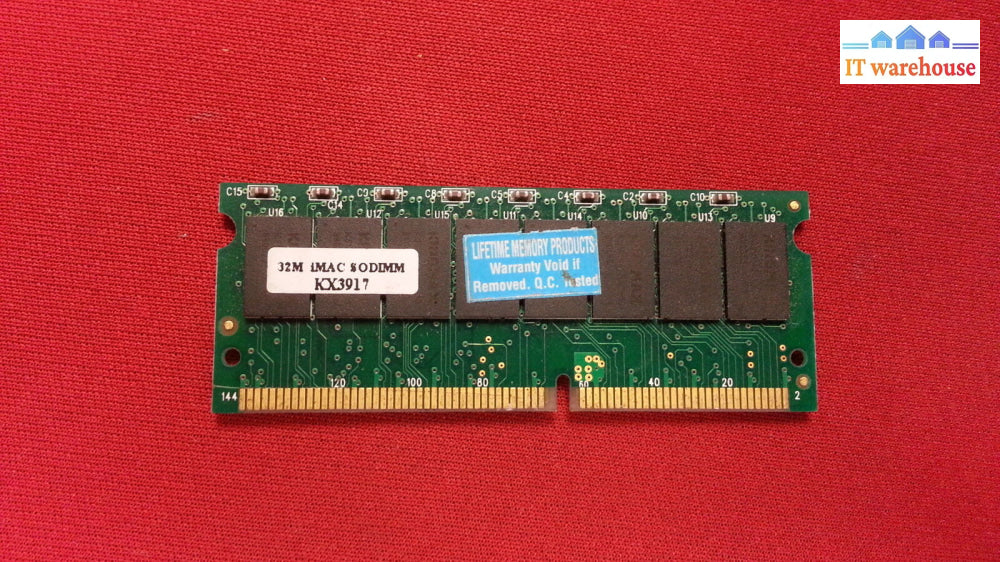 IT warehouse
C15
C14
C3
C8
C5
C4
C2
C10
U16
U12
U15
U11
U14
U10
U13
U9
32M iMAC SODIMM
KX3917
LIFETIME MEMORY PRODUCTS
Warranty Void if
Removed. Q.C. Tested
144
120
100
80
60
40
20
2